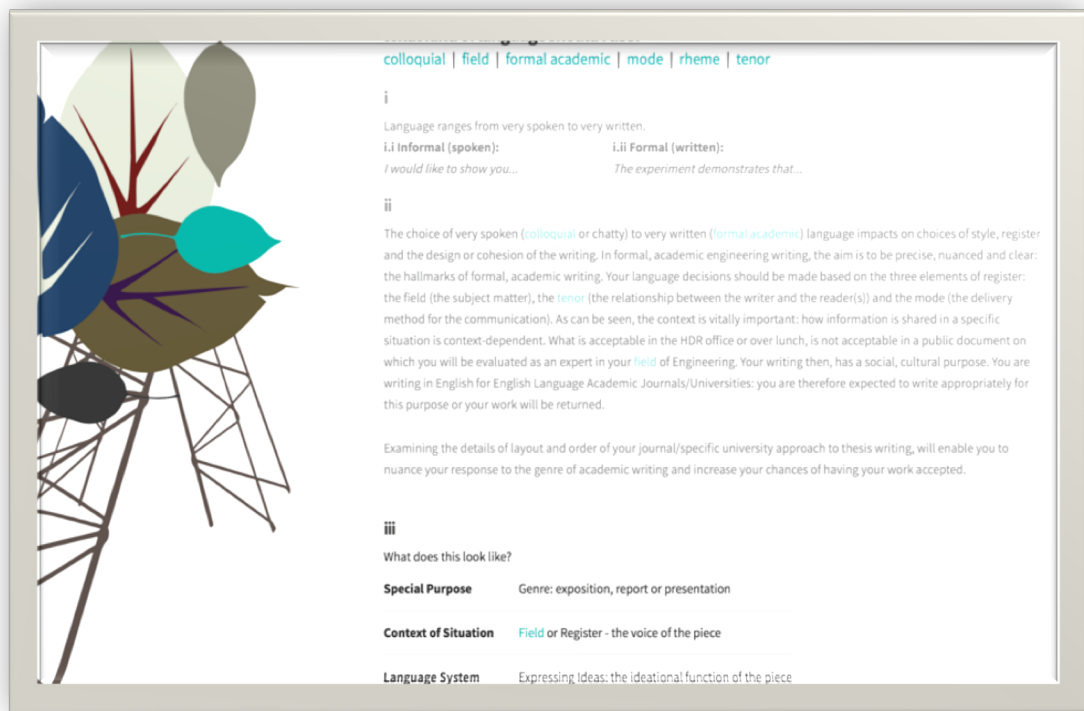 colloquial | field | formal academic | mode | rheme | tenor
i
Language ranges from very spoken to very written.
i.i Informal (spoken):
I would like to show you...
i.ii Formal (written):
The experiment demonstrates that...
ii
The choice of very spoken (colloquial or chatty) to very written (formal academic) language impacts on choices of style, register
and the design or cohesion of the writing. In formal, academic engineering writing, the aim is to be precise, nuanced and clear:
the hallmarks of formal, academic writing. Your language decisions should be made based on the three elements of register:
the field (the subject matter), the tenor (the relationship between the writer and the reader(s)) and the mode (the delivery
method for the communication). As can be seen, the context is vitally important: how information is shared in a specific
situation is context-dependent. What is acceptable in the HDR office or over lunch, is not acceptable in a public document on
which you will be evaluated as an expert in your field of Engineering. Your writing then, has a social, cultural purpose. You are
writing in English for English Language Academic Journals/Universities: you are therefore expected to write appropriately for
this purpose or your work will be returned.
Examining the details of layout and order of your journal/specific university approach to thesis writing, will enable you to
nuance your response to the genre of academic writing and increase your chances of having your work accepted.
iii
What does this look like?
Special Purpose Genre: exposition, report or presentation
Context of Situation Field or Register - the voice of the piece
Language System Expressing Ideas: the ideational function of the piece